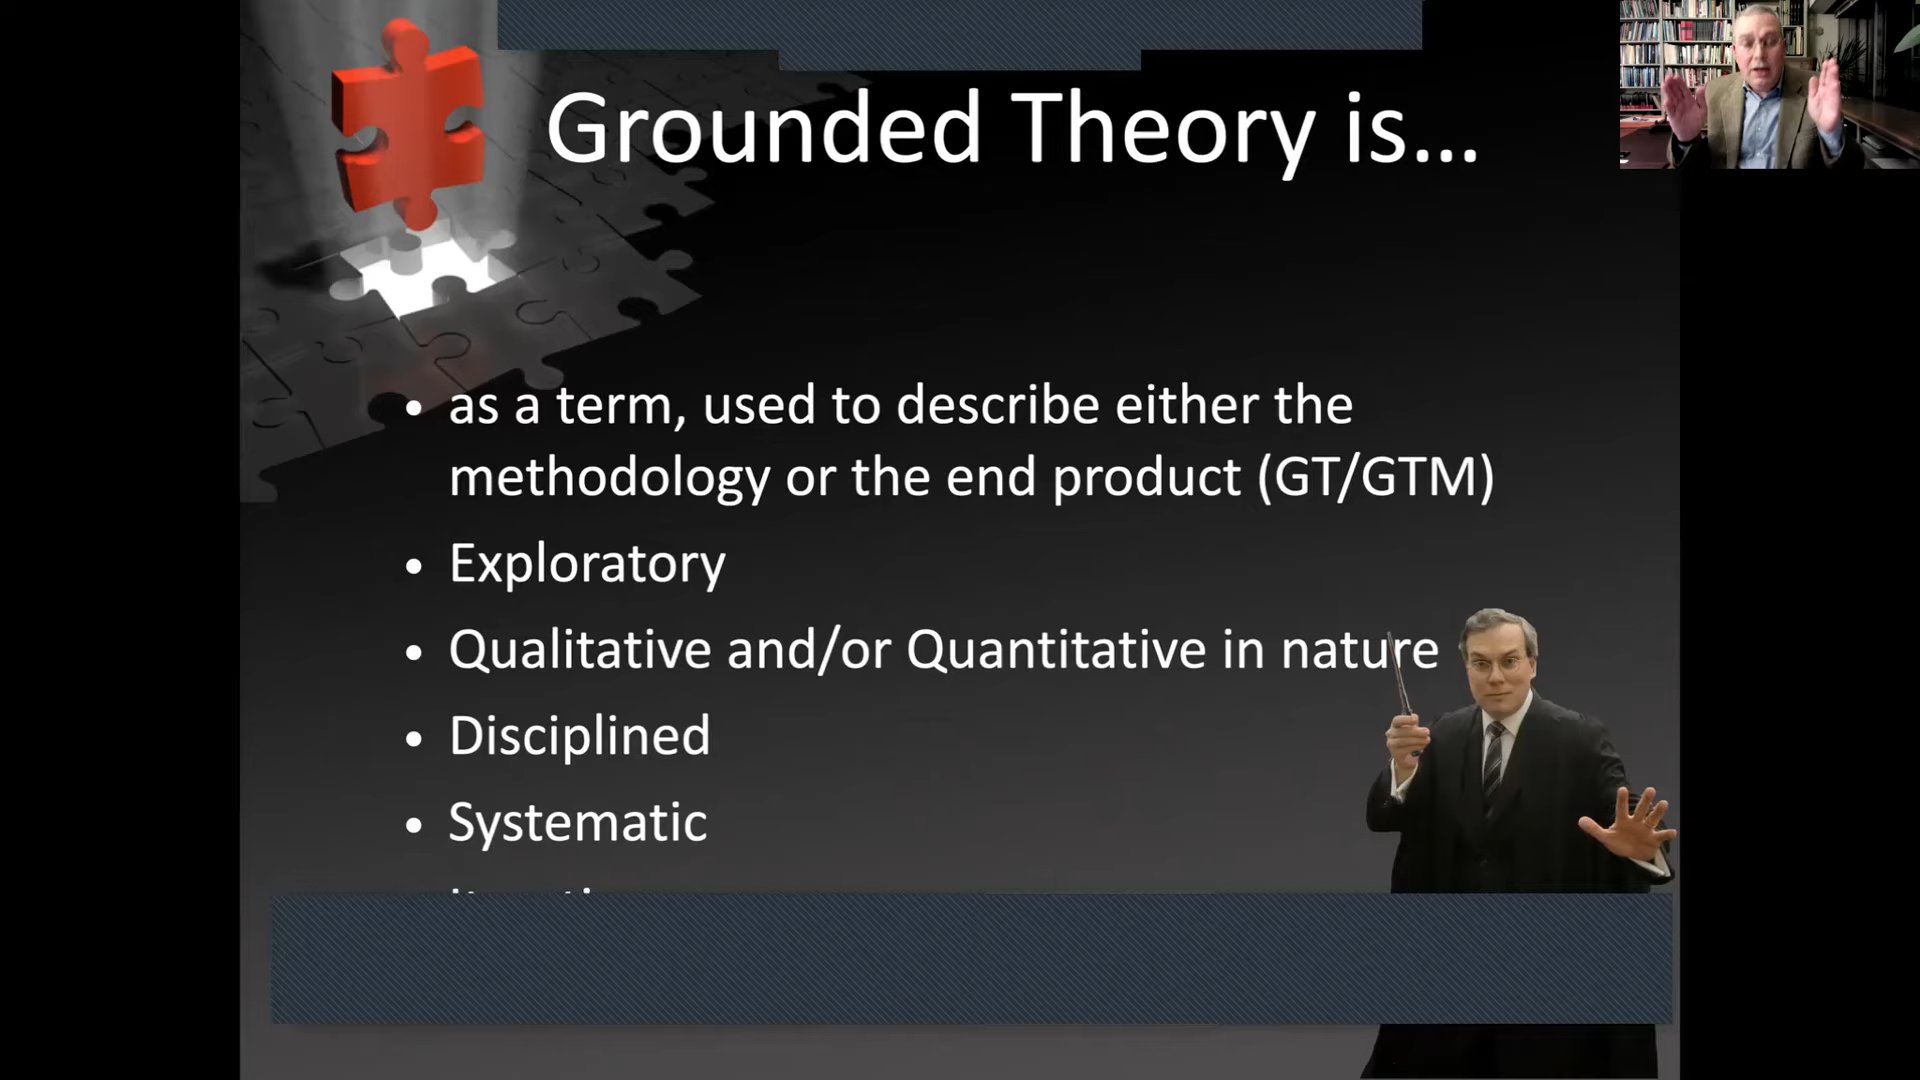 Grounded Theory is...
• as a term, used to describe either the
methodology or the end product (GT/GTM)
• Exploratory
• Qualitative and/or Quantitative in nature
• Disciplined
• Systematic